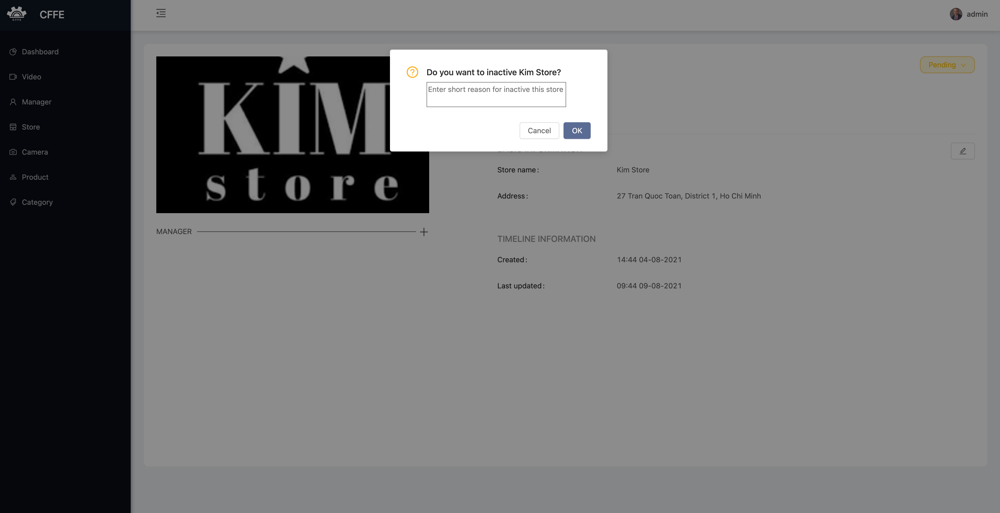 CFFE
CFFE
admin
Dashboard
Video
Manager
Store
Camera
Product
Category
KIM
store
MANAGER
Do you want to inactive Kim Store?
Enter short reason for inactive this store
Cancel
OK
Pending
Store name:
Kim Store
Address:
27 Tran Quoc Toan, District 1, Ho Chi Minh
TIMELINE INFORMATION
Created:
14:44 04-08-2021
Last updated:
09:44 09-08-2021